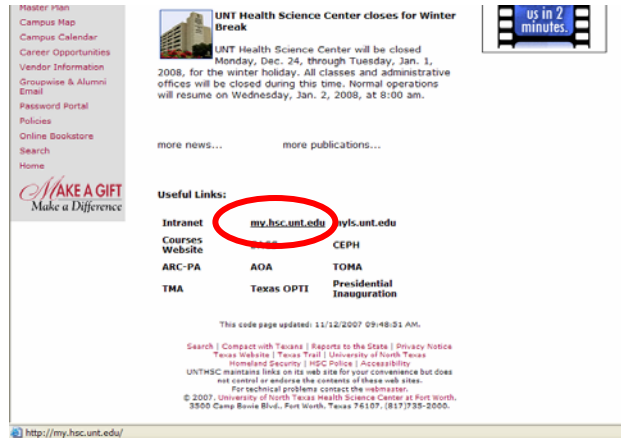 Master Plan
Campus Map
Campus Calendar
Career Opportunities
Vendor Information
Groupwise & Alumni
Email
Password Portal
Policies
Online Bookstore
Search
Home
MAKE A GIFT
Make a Difference
UNT Health Science Center closes for Winter
Break
UNT Health Science Center will be closed
Monday, Dec. 24, through Tuesday, Jan. 1,
2008, for the winter holiday. All classes and administrative
offices will be closed during this time. Normal operations
will resume on Wednesday, Jan. 2, 2008, at 8:00 am.
us in 2
minutes.
more news... more publications...
Useful Links:
Intranet my.hsc.unt.edu myls.unt.edu
Courses
Website
CEPH
ARC-PA AOA TOMA
TMA Texas OPTI Presidential
Inauguration
This code page updated: 11/12/2007 09:48:51 AM.
Search | Compact with Texans | Reports to the State | Privacy Notice
Texas Website | Texas Trail | University of North Texas
Homeland Security | HSC Police | Accessibility
UNTHSC maintains links on its web site for your convenience but does
not control or endorse the contents of these web sites.
For technical problems contact the webmaster.
© 2007. University of North Texas Health Science Center at Fort Worth.
3500 Camp Bowie Blvd., Fort Worth, Texas 76107. (817)735-2000.
http://my.hsc.unt.edu/